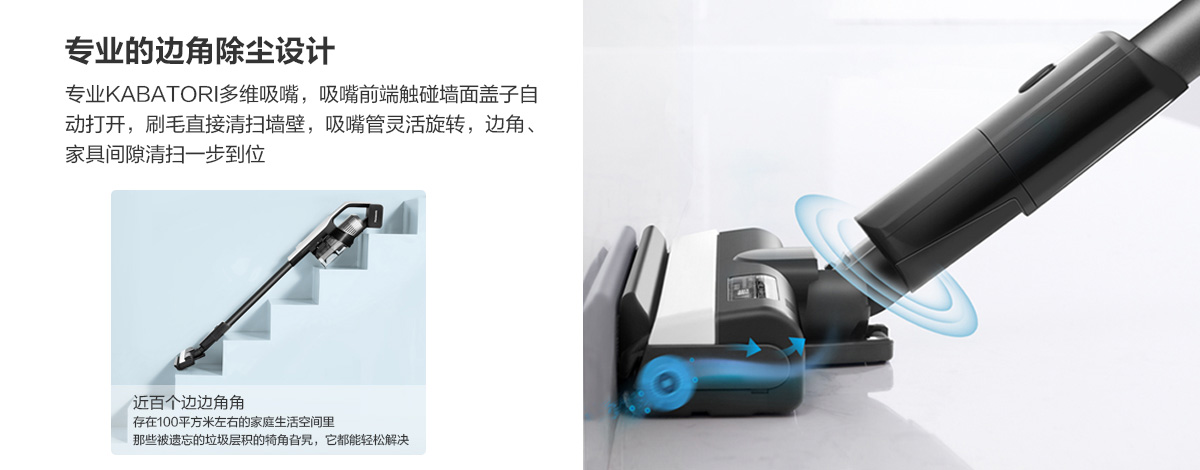 专业的边角除尘设计
专业KABATORI多维吸嘴，吸嘴前端触碰墙面盖子自
动打开，刷毛直接清扫墙壁，吸嘴管灵活旋转，边角、
家具间隙清扫一步到位
近百个边边角角
存在100平方米左右的家庭生活空间里
那些被遗忘的垃圾层积的犄角旮旯，它都能轻松解决